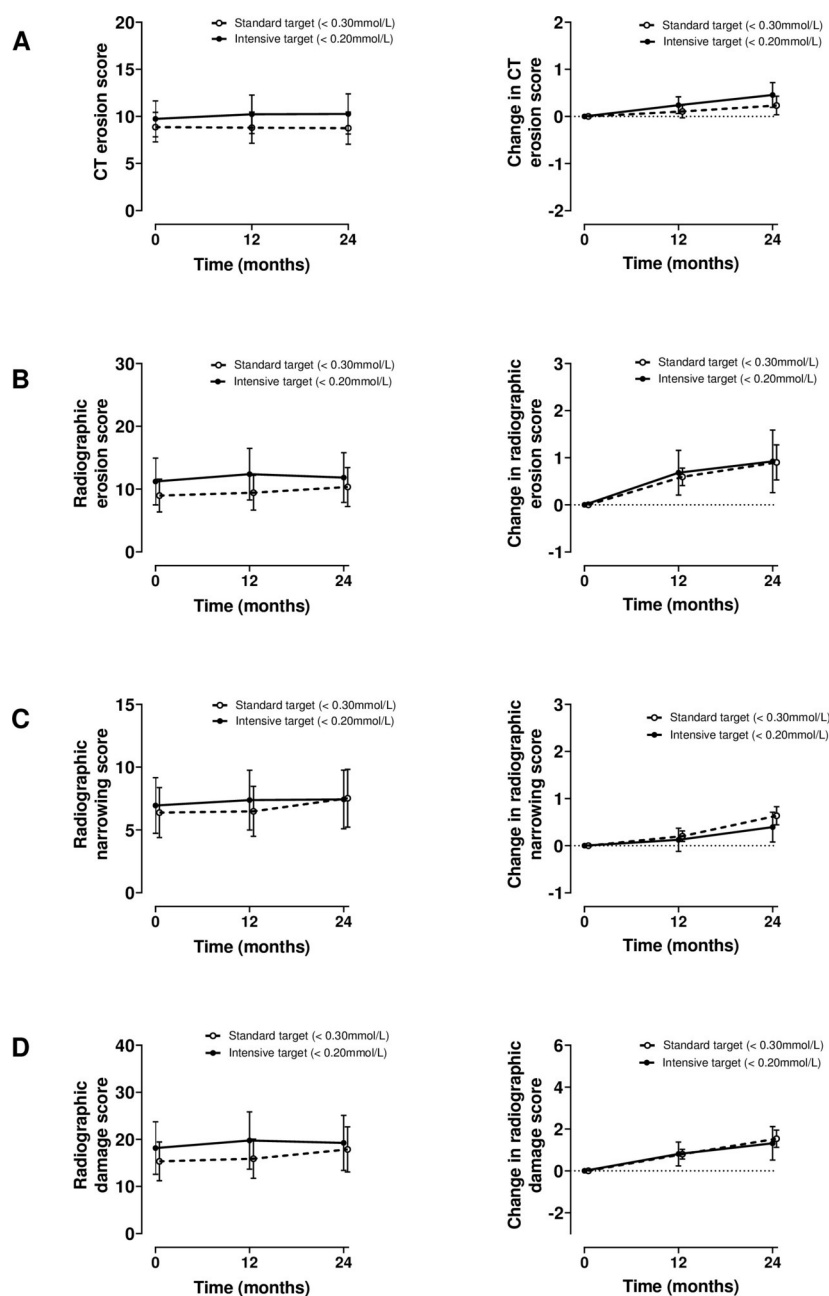 A
Standard target (< 0.30mmol/L)
Intensive target (< 0.20mmol/L)
CT erosion score
20
15
10
5
0
0
12
24
Time (months)
Standard target (< 0.30mmol/L)
Intensive target (< 0.20mmol/L)
Change in CT
erosion score
2
1
0
-1
-2
0
12
24
Time (months)
B
Standard target (< 0.30mmol/L)
Intensive target (< 0.20mmol/L)
Radiographic
erosion score
30
20
10
0
0
12
24
Time (months)
Standard target (< 0.30mmol/L)
Intensive target (< 0.20mmol/L)
Change in radiographic
erosion score
3
2
1
0
-1
0
12
24
Time (months)
C
Standard target (< 0.30mmol/L)
Intensive target (< 0.20mmol/L)
Radiographic
narrowing score
15
10
5
0
0
12
24
Time (months)
Standard target (< 0.30mmol/L)
Intensive target (< 0.20mmol/L)
Change in radiographic
narrowing score
3
2
1
0
-1
0
12
24
Time (months)
D
Standard target (< 0.30mmol/L)
Intensive target (< 0.20mmol/L)
Radiographic
damage score
40
30
20
10
0
0
12
24
Time (months)
Standard target (< 0.30mmol/L)
Intensive target (< 0.20mmol/L)
Change in radiographic
damage score
6
4
2
0
-2
0
12
24
Time (months)